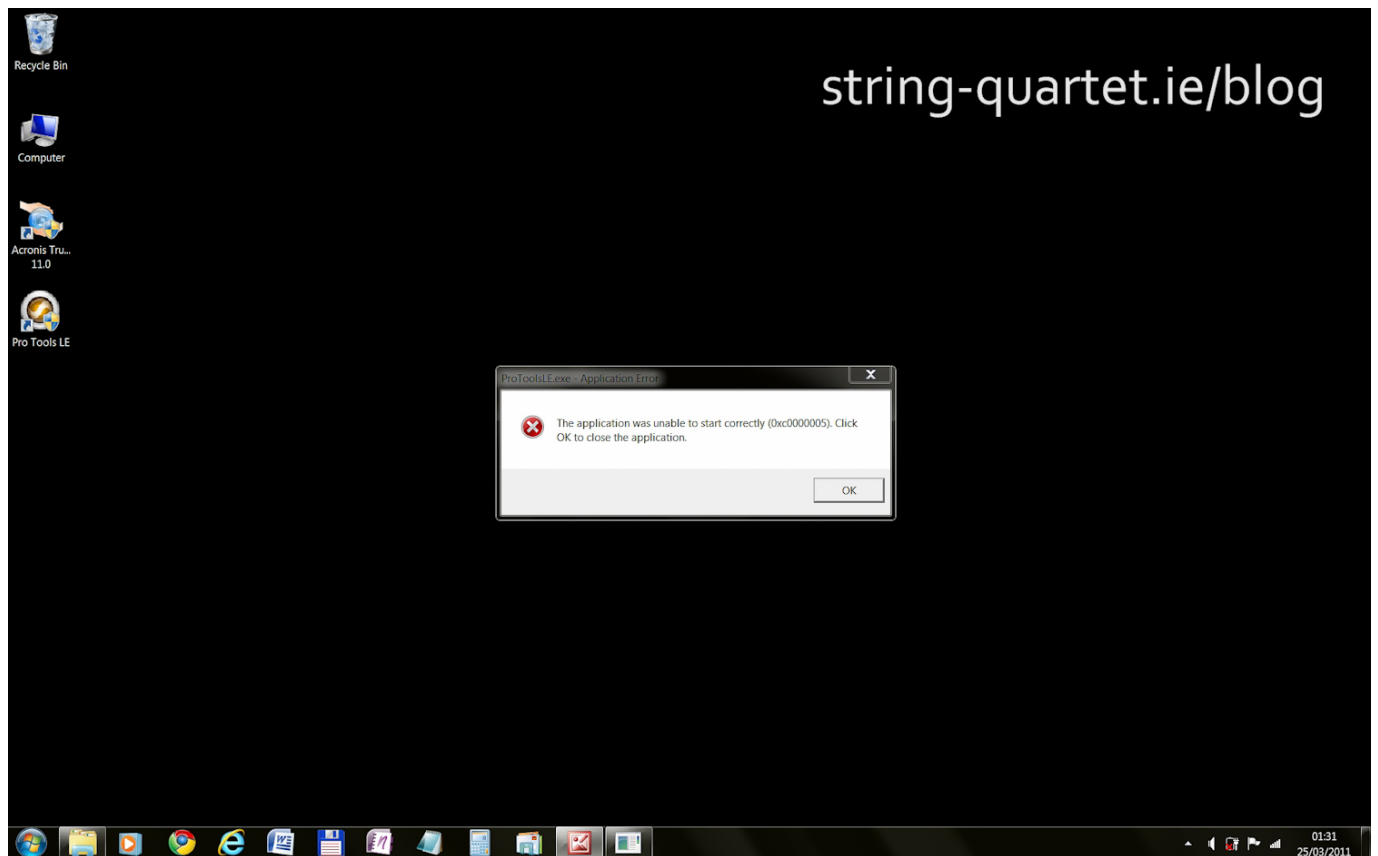 Recycle Bin
string-quartet.ie/blog
Computer
Acronis Tru...
11.0
Pro Tools LE
ProToolsLE.exe - Application Error
X
The application was unable to start correctly (0xc0000005). Click
OK to close the application.
OK
01:31
25/03/2011